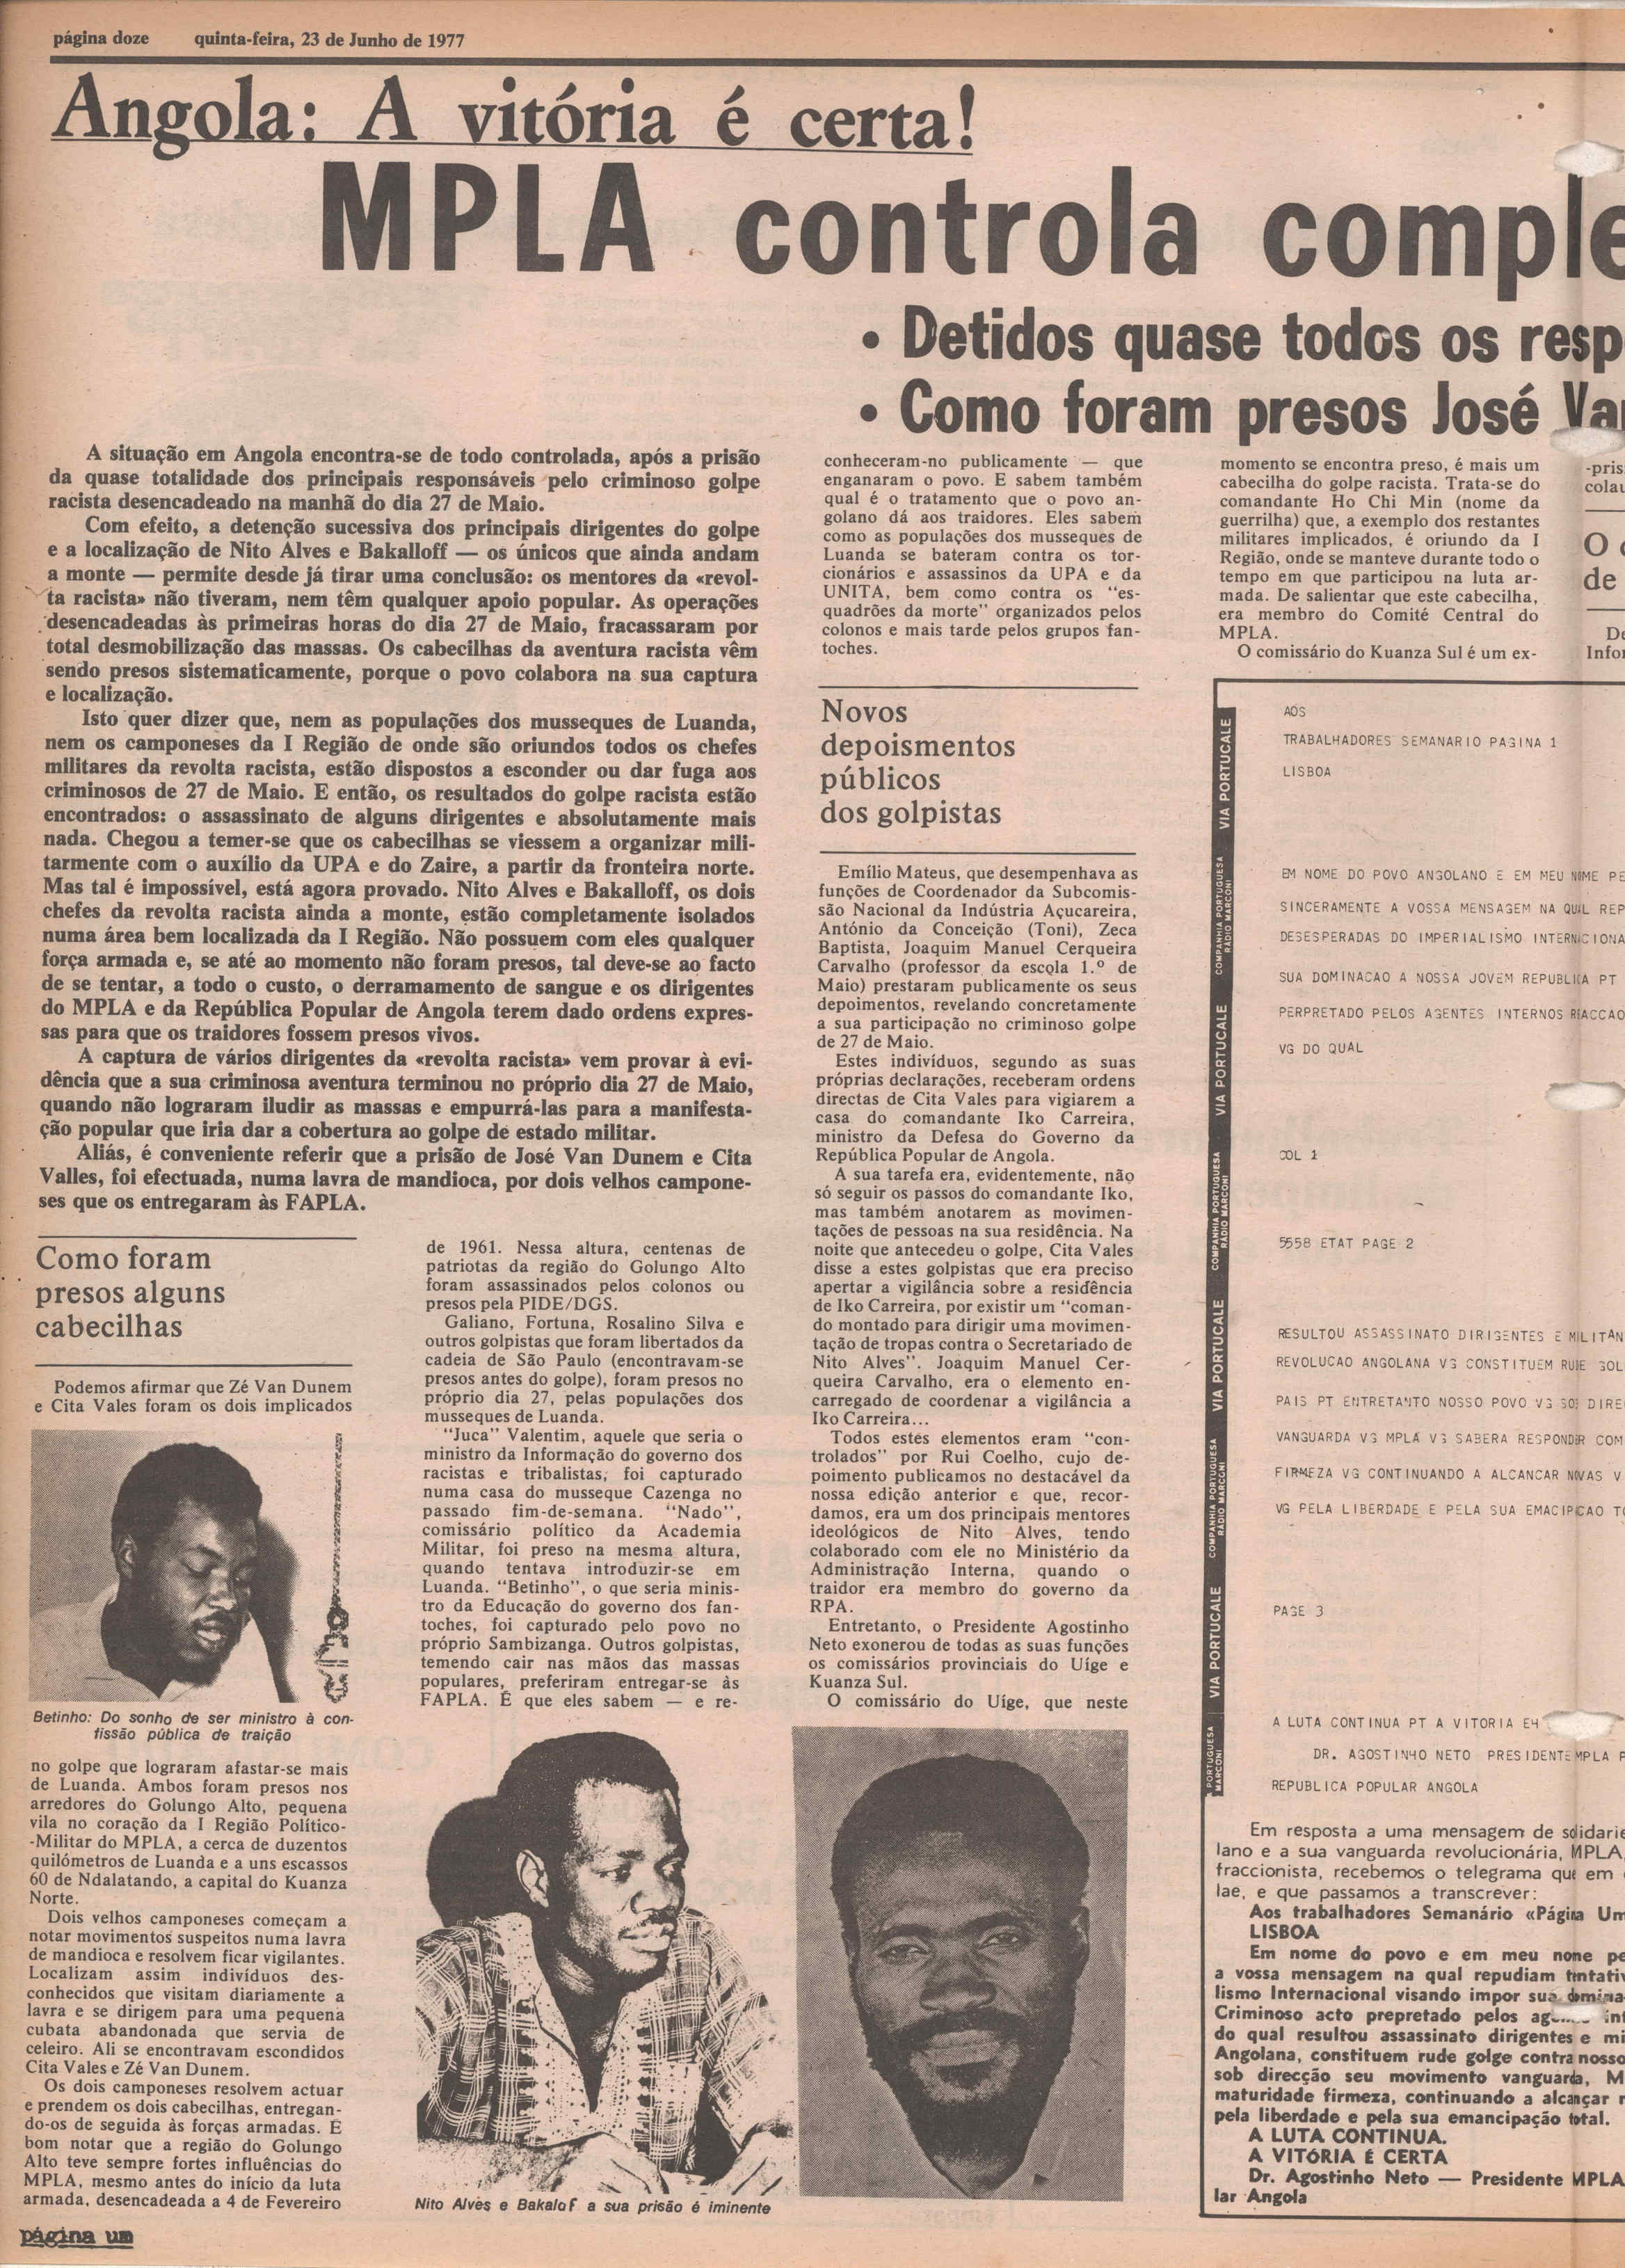 página doze quinta-feira, 23 de Junho de 1977
Angola: A vitória é certa!
MPLA controla comple
• Detidos quase todos os resp
• Como foram presos José Va
A situação em Angola encontra-se de todo controlada, após a prisão
da quase totalidade dos principais responsáveis pelo criminoso golpe
racista desencadeado na manhã do dia 27 de Maio.
Com efeito, a detenção sucessiva dos principais dirigentes do golpe
e a localização de Nito Alves e Bakalloff — os únicos que ainda andam
a monte — permite desde já tirar uma conclusão: os mentores da «revol-
ta racista» não tiveram, nem têm qualquer apoio popular. As operações
desencadeadas às primeiras horas do dia 27 de Maio, fracassaram por
total desmobilização das massas. Os cabecilhas da aventura racista vêm
sendo presos sistematicamente, porque o povo colabora na sua captura
e localização.
Isto quer dizer que, nem as populações dos musseques de Luanda,
nem os camponeses da I Região de onde são oriundos todos os chefes
militares da revolta racista, estão dispostos a esconder ou dar fuga aos
criminosos de 27 de Maio. E então, os resultados do golpe racista estão
encontrados: o assassinato de alguns dirigentes e absolutamente mais
nada. Chegou a temer-se que os cabecilhas se viessem a organizar mili-
tarmente com o auxílio da UPA e do Zaire, a partir da fronteira norte.
Mas tal é impossível, está agora provado. Nito Alves e Bakalloff, os dois
chefes da revolta racista ainda a monte, estão completamente isolados
numa área bem localizada da I Região. Não possuem com eles qualquer
força armada e, se até ao momento não foram presos, tal deve-se ao facto
de se tentar, a todo o custo, o derramamento de sangue e os dirigentes
do MPLA e da República Popular de Angola terem dado ordens expres-
sas para que os traidores fossem presos vivos.
A captura de vários dirigentes da «revolta racista» vem provar à evi-
dência que a sua criminosa aventura terminou no próprio dia 27 de Maio,
quando não lograram iludir as massas e empurrá-las para a manifesta-
ção popular que iria dar a cobertura ao golpe de estado militar.
Aliás, é conveniente referir que a prisão de José Van Dunem e Cita
Valles, foi efectuada, numa lavra de mandioca, por dois velhos campone-
ses que os entregaram às FAPLA.
Como foram
presos alguns
cabecilhas
Podemos afirmar que Zé Van Dunem
e Cita Vales foram os dois implicados
Betinho: Do sonho de ser ministro à con-
fissão pública de traição
no golpe que lograram afastar-se mais
de Luanda. Ambos foram presos nos
arredores do Golungo Alto, pequena
vila no coração da I Região Político-
-Militar do MPLA, a cerca de duzentos
quilómetros de Luanda e a uns escassos
60 de Ndalatando, a capital do Kuanza
Norte.
Dois velhos camponeses começam a
notar movimentos suspeitos numa lavra
de mandioca e resolvem ficar vigilantes.
Localizam assim indivíduos des-
conhecidos que visitam diariamente a
lavra e se dirigem para uma pequena
cubata abandonada que servia de
celeiro. Ali se encontravam escondidos
Cita Vales e Zé Van Dunem.
Os dois camponeses resolvem actuar
e prendem os dois cabecilhas, entregan-
do-os de seguida às forças armadas. É
bom notar que a região do Golungo
Alto teve sempre fortes influências do
MPLA, mesmo antes do início da luta
armada, desencadeada a 4 de Fevereiro
de 1961. Nessa altura, centenas de
patriotas da região do Golungo Alto
foram assassinados pelos colonos ou
presos pela PIDE/DGS.
Galiano, Fortuna, Rosalino Silva e
outros golpistas que foram libertados da
cadeia de São Paulo (encontravam-se
presos antes do golpe), foram presos no
próprio dia 27, pelas populações dos
musseques de Luanda.
"Juca" Valentim, aquele que seria o
ministro da Informação do governo dos
racistas e tribalistas, foi capturado
numa casa do musseque Cazenga no
passado fim-de-semana. "Nado",
comissário político da Academia
Militar, foi preso na mesma altura,
quando tentava introduzir-se em
Luanda. "Betinho", o que seria minis-
tro da Educação do governo dos fan-
toches, foi capturado pelo povo no
próprio Sambizanga. Outros golpistas,
temendo cair nas mãos das massas
populares, preferiram entregar-se às
FAPLA. É que eles sabem — e re-
Nito Alves e Bakalof a sua prisão é iminente
conheceram-no publicamente — que
enganaram o povo. E sabem também
qual é o tratamento que o povo an-
golano dá aos traidores. Eles sabem
como as populações dos musseques de
Luanda se bateram contra os tor-
cionários e assassinos da UPA e da
UNITA, bem como contra os "es-
quadrões da morte" organizados pelos
colonos e mais tarde pelos grupos fan-
toches.
Novos
depoismentos
públicos
dos golpistas
Emílio Mateus, que desempenhava as
funções de Coordenador da Subcomis-
são Nacional da Indústria Açucareira,
António da Conceição (Toni), Zeca
Baptista, Joaquim Manuel Cerqueira
Carvalho (professor da escola 1.º de
Maio) prestaram publicamente os seus
depoimentos, revelando concretamente
a sua participação no criminoso golpe
de 27 de Maio.
Estes indivíduos, segundo as suas
próprias declarações, receberam ordens
directas de Cita Vales para vigiarem a
casa do comandante Iko Carreira,
ministro da Defesa do Governo da
República Popular de Angola.
A sua tarefa era, evidentemente, não
só seguir os passos do comandante Iko,
mas também anotarem as movimen-
tações de pessoas na sua residência. Na
noite que antecedeu o golpe, Cita Vales
disse a estes golpistas que era preciso
apertar a vigilância sobre a residência
de Iko Carreira, por existir um "coman-
do montado para dirigir uma movimen-
tação de tropas contra o Secretariado de
Nito Alves". Joaquim Manuel Cer-
queira Carvalho, era o elemento en-
carregado de coordenar a vigilância a
Iko Carreira...
Todos estes elementos eram "con-
trolados" por Rui Coelho, cujo de-
poimento publicamos no destacável da
nossa edição anterior e que, recor-
damos, era um dos principais mentores
ideológicos de Nito Alves, tendo
colaborado com ele no Ministério da
Administração Interna, quando o
traidor era membro do governo da
RPA.
Entretanto, o Presidente Agostinho
Neto exonerou de todas as suas funções
os comissários provinciais do Uíge e
Kuanza Sul.
O comissário do Uíge, que neste
momento se encontra preso, é mais um
cabecilha do golpe racista. Trata-se do
comandante Ho Chi Min (nome da
guerrilha) que, a exemplo dos restantes
militares implicados, é oriundo da I
Região, onde se manteve durante todo o
tempo em que participou na luta ar-
mada. De salientar que este cabecilha,
era membro do Comité Central do
MPLA.
O comissário do Kuanza Sul é um ex-
-pris
colau
O
de
De
Infor
VIA PORTUCALE COMPANHIA PORTUGUESA RÁDIO MARCONI
VIA PORTUCALE COMPANHIA PORTUGUESA RÁDIO MARCONI
VIA PORTUCALE COMPANHIA PORTUGUESA RÁDIO MARCONI
VIA PORTUCALE PORTUGUESA MARCONI
AOS
TRABALHADORES SEMANARIO PAGINA 1
LISBOA
EM NOME DO POVO ANGOLANO E EM MEU NOME PE
SINCERAMENTE A VOSSA MENSAGEM NA QUAL REP
DESESPERADAS DO IMPERIALISMO INTERNACIONA
SUA DOMINACAO A NOSSA JOVEM REPUBLICA PT
PERPRETADO PELOS AGENTES INTERNOS REACCAO
VG DO QUAL
COL 1
5558 ETAT PAGE 2
RESULTOU ASSASSINATO DIRIGENTES E MILITAN
REVOLUCAO ANGOLANA VG CONSTITUEM RUDE GOL
PAIS PT ENTRETANTO NOSSO POVO VG SOB DIRE
VANGUARDA VG MPLA VG SABERA RESPONDER COM
FIRMEZA VG CONTINUANDO A ALCANCAR NOVAS V
VG PELA LIBERDADE E PELA SUA EMACIPACAO TO
PAGE 3
A LUTA CONTINUA PT A VITORIA E4
DR. AGOSTINHO NETO PRESIDENTE MPLA P
REPUBLICA POPULAR ANGOLA
Em resposta a uma mensagem de solidarie
lano e a sua vanguarda revolucionária, MPLA,
fraccionista, recebemos o telegrama que em
lae, e que passamos a transcrever:
Aos trabalhadores Semanário «Página Um
LISBOA
Em nome do povo e em meu nome pe
a vossa mensagem na qual repudiam tentativ
lismo Internacional visando impor sua domina
Criminoso acto prepretado pelos int
do qual resultou assassinato dirigentes e mi
Angolana, constituem rude golge contra nosso
sob direcção seu movimento vanguarda, M
maturidade firmeza, continuando a alcançar
pela liberdade e pela sua emancipação total.
A LUTA CONTINUA.
A VITÓRIA É CERTA
Dr. Agostinho Neto — Presidente MPLA
lar Angola
página um